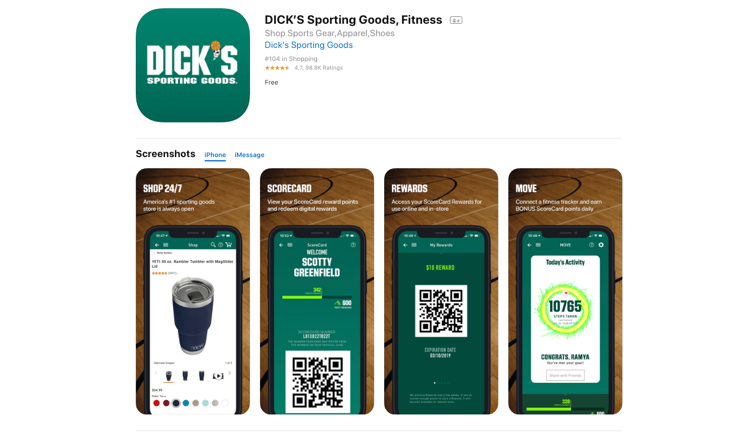 DICK'S Sporting Goods, Fitness 4+
Shop Sports Gear,Apparel,Shoes
Dick's Sporting Goods
#104 in Shopping
4.7, 98.9K Ratings
Free
DICK'S
SPORTING GOODS.
Screenshots iPhone iMessage
SHOP 24/7
America's #1 sporting goods
store is always open
Shop
YETI 30 oz. Rambler Tumbler with MagSlider
Lid
SCORECARD
View your ScoreCard reward points
and redeem digital rewards
ScoreCard
WELCOME
SCOTTY
GREENFIELD
342
600
REWARDS
Access your ScoreCard Rewards for
use online and in-store
My Rewards
$10 REWARD
EXPIRATION DATE
03/10/2019
MOVE
Connect a fitness tracker and earn
BONUS ScoreCard points daily
MOVE
Today's Activity
10765
STEPS TAKEN
CONGRATS, RAMYA
You've met your goal!
Share with Friends
330